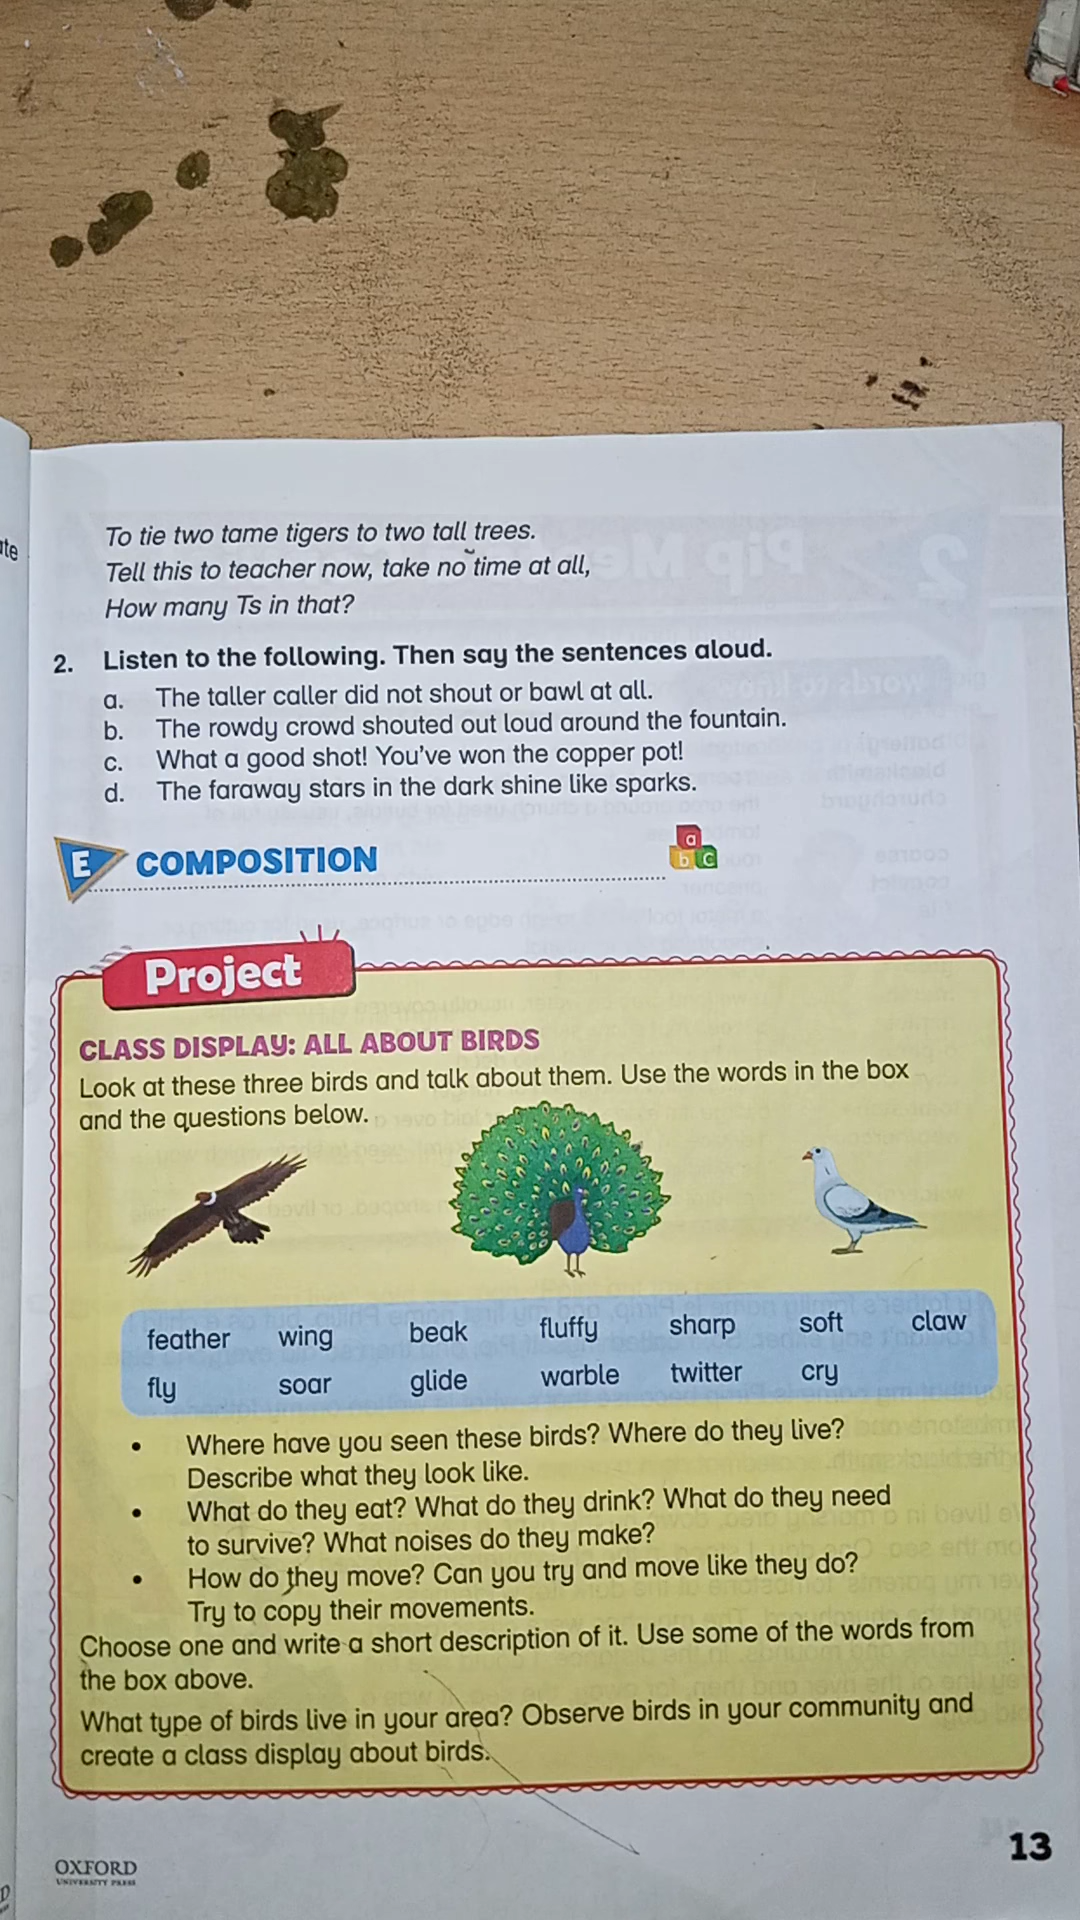 To tie two tame tigers to two tall trees.
Tell this to teacher now, take no time at all,
How many Ts in that?
2. Listen to the following. Then say the sentences aloud.
a. The taller caller did not shout or bawl at all.
b. The rowdy crowd shouted out loud around the fountain.
c. What a good shot! You've won the copper pot!
d. The faraway stars in the dark shine like sparks.
E COMPOSITION
a
b c
Project
CLASS DISPLAY: ALL ABOUT BIRDS
Look at these three birds and talk about them. Use the words in the box
and the questions below.
feather wing beak fluffy sharp soft claw
fly soar glide warble twitter cry
• Where have you seen these birds? Where do they live?
Describe what they look like.
• What do they eat? What do they drink? What do they need
to survive? What noises do they make?
• How do they move? Can you try and move like they do?
Try to copy their movements.
Choose one and write a short description of it. Use some of the words from
the box above.
What type of birds live in your area? Observe birds in your community and
create a class display about birds.
OXFORD
UNIVERSITY PRESS
13